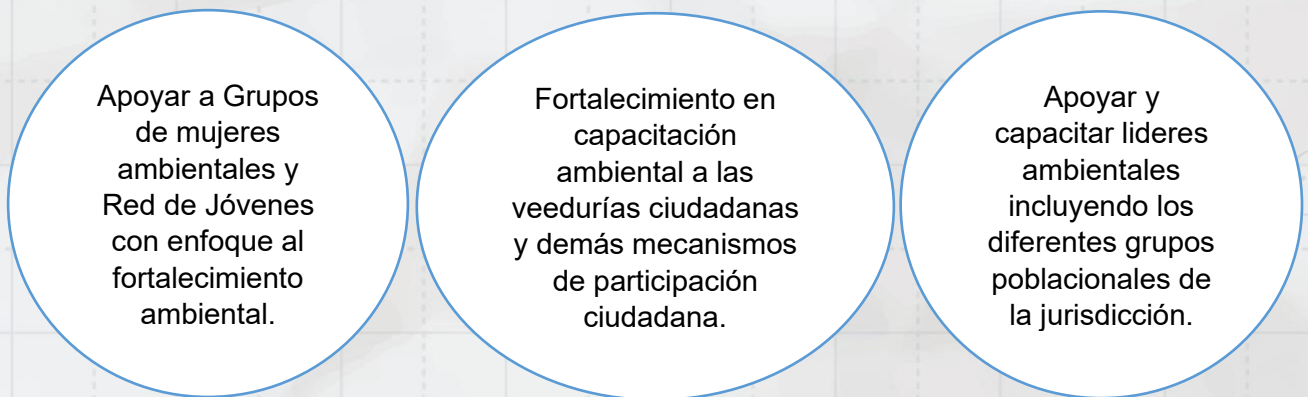 Apoyar a Grupos
de mujeres
ambientales y
Red de Jóvenes
con enfoque al
fortalecimiento
ambiental.
Fortalecimiento en
capacitación
ambiental a las
veedurías ciudadanas
y demás mecanismos
de participación
ciudadana.
Apoyar y
capacitar lideres
ambientales
incluyendo los
diferentes grupos
poblacionales de
la jurisdicción.